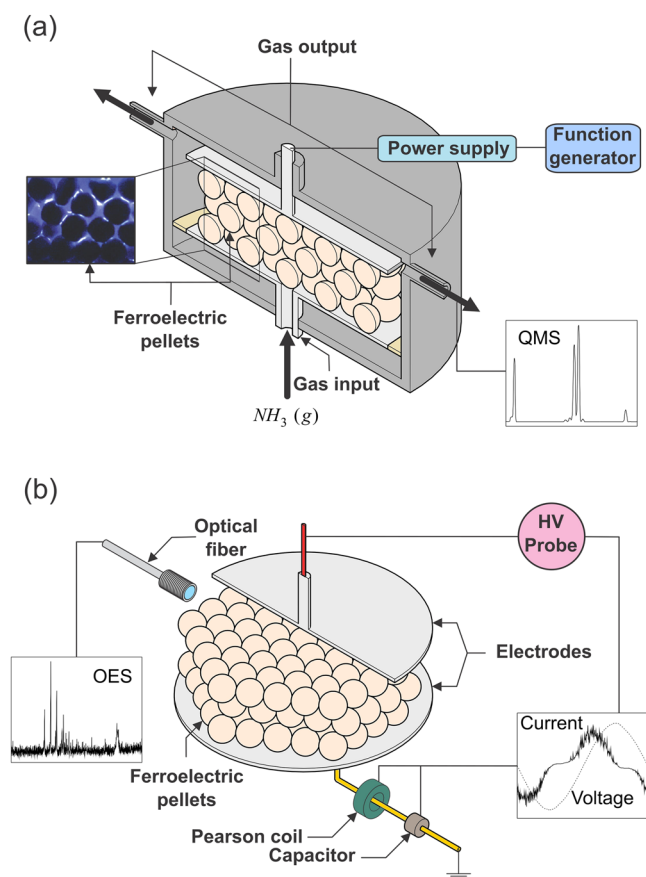 (a)
Gas output
Power supply
Function
generator
Ferroelectric
pellets
Gas input
NH3 (g)
QMS
(b)
Optical
fiber
HV
Probe
Electrodes
OES
Current
Voltage
Ferroelectric
pellets
Pearson coil
Capacitor